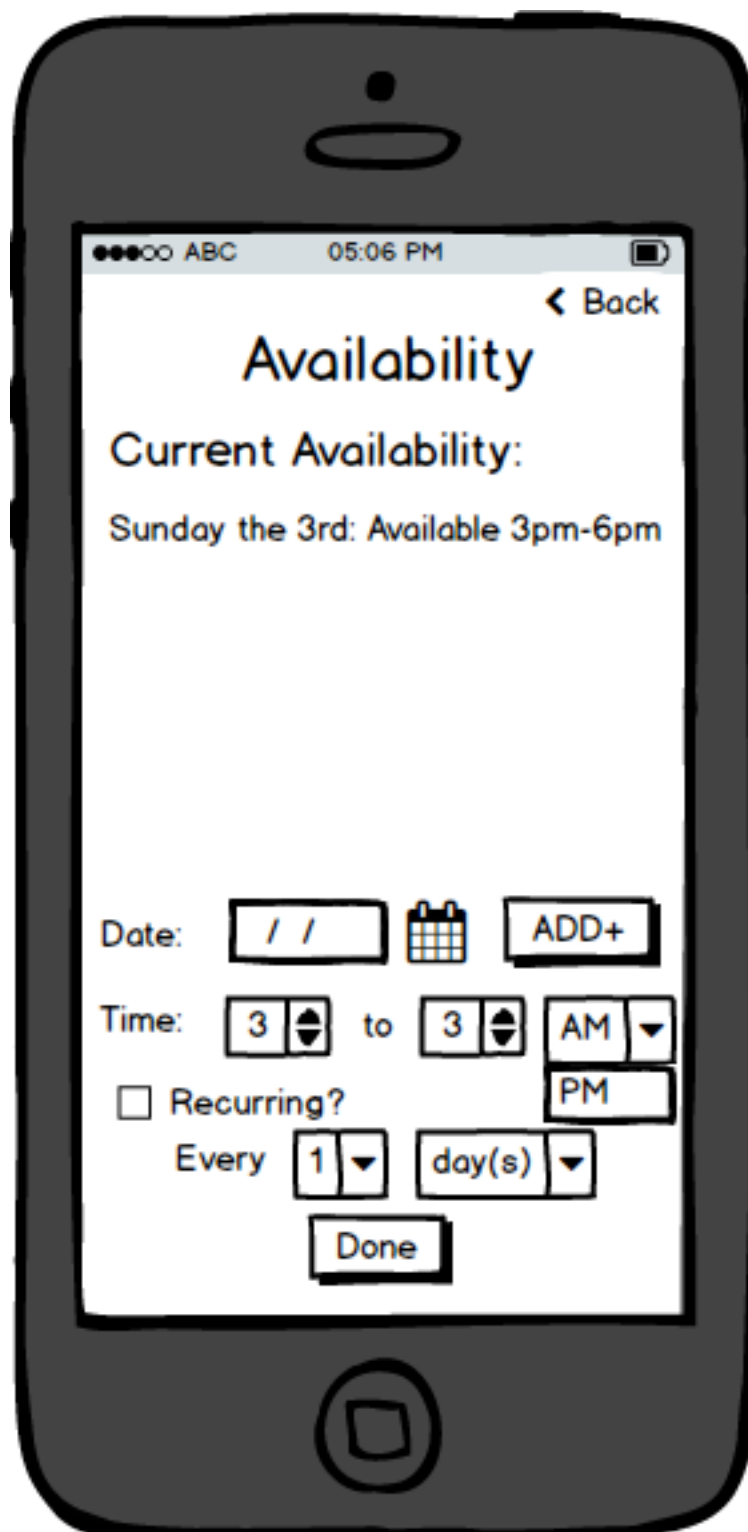 ABC 05:06 PM
Back
Availability
Current Availability:
Sunday the 3rd: Available 3pm-6pm
Date: / / ADD+
Time: 3 to 3 AM
Recurring? PM
Every 1 day(s)
Done